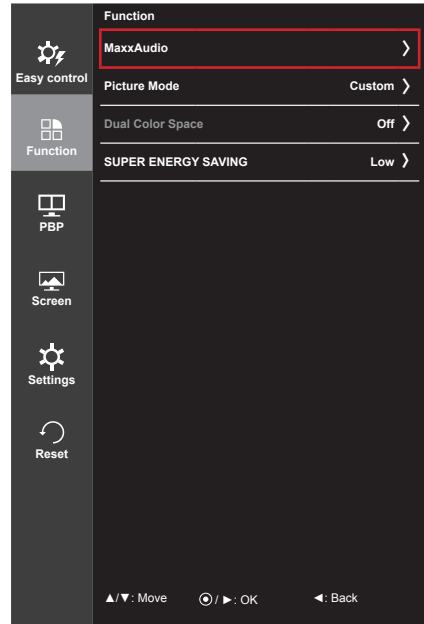 Function
MaxxAudio
Easy control
Picture Mode Custom
Dual Color Space Off
Function
SUPER ENERGY SAVING Low
PBP
Screen
Settings
Reset
▲/▼: Move ⦿/ ►: OK ◄: Back